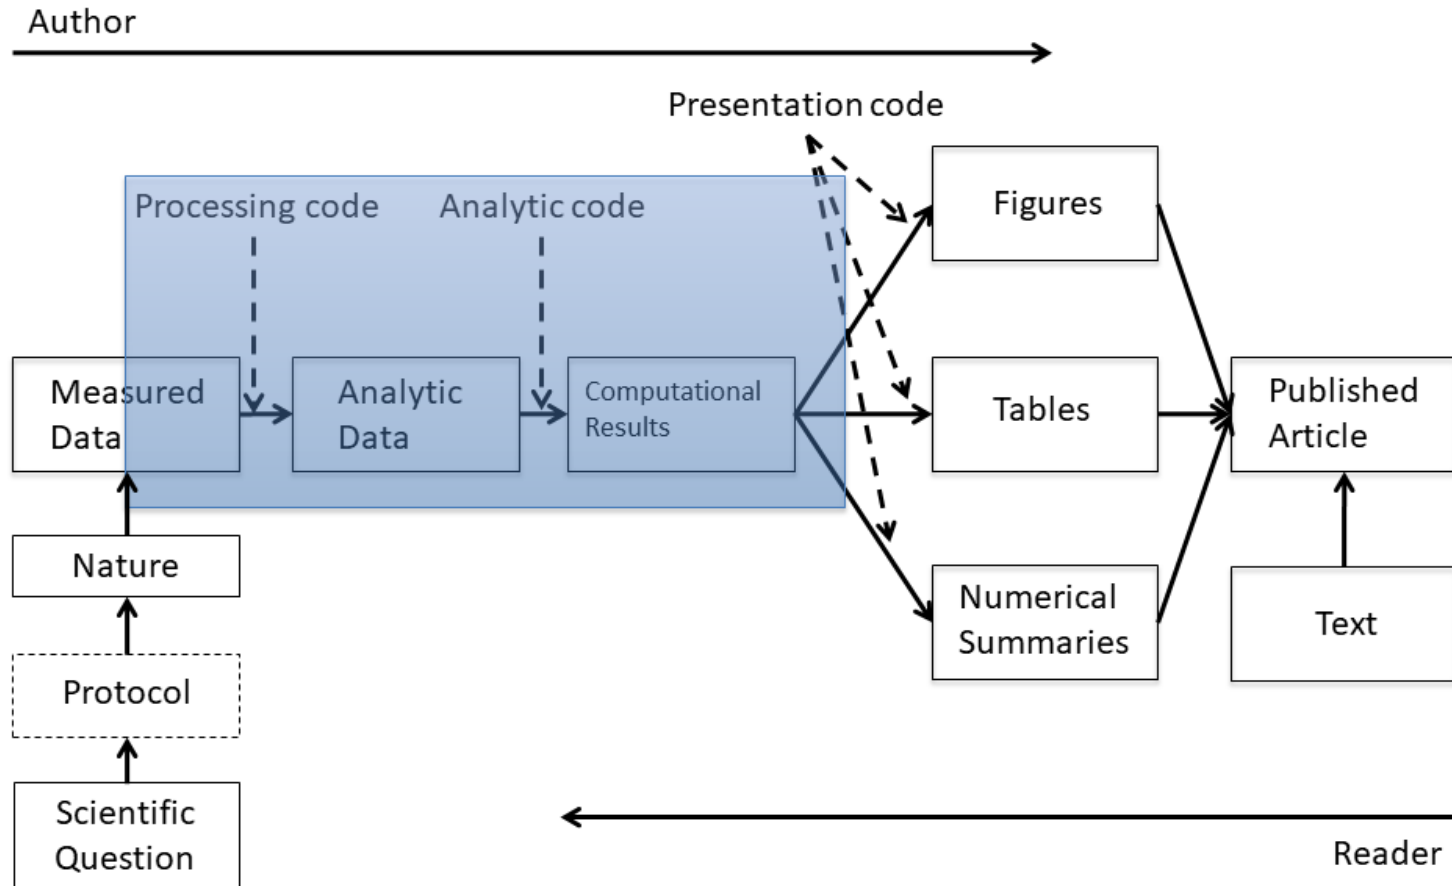 Author
Presentation code
Processing code
Analytic code
Figures
Measured
Data
Analytic
Data
Computational
Results
Tables
Published
Article
Nature
Numerical
Summaries
Text
Protocol
Scientific
Question
Reader